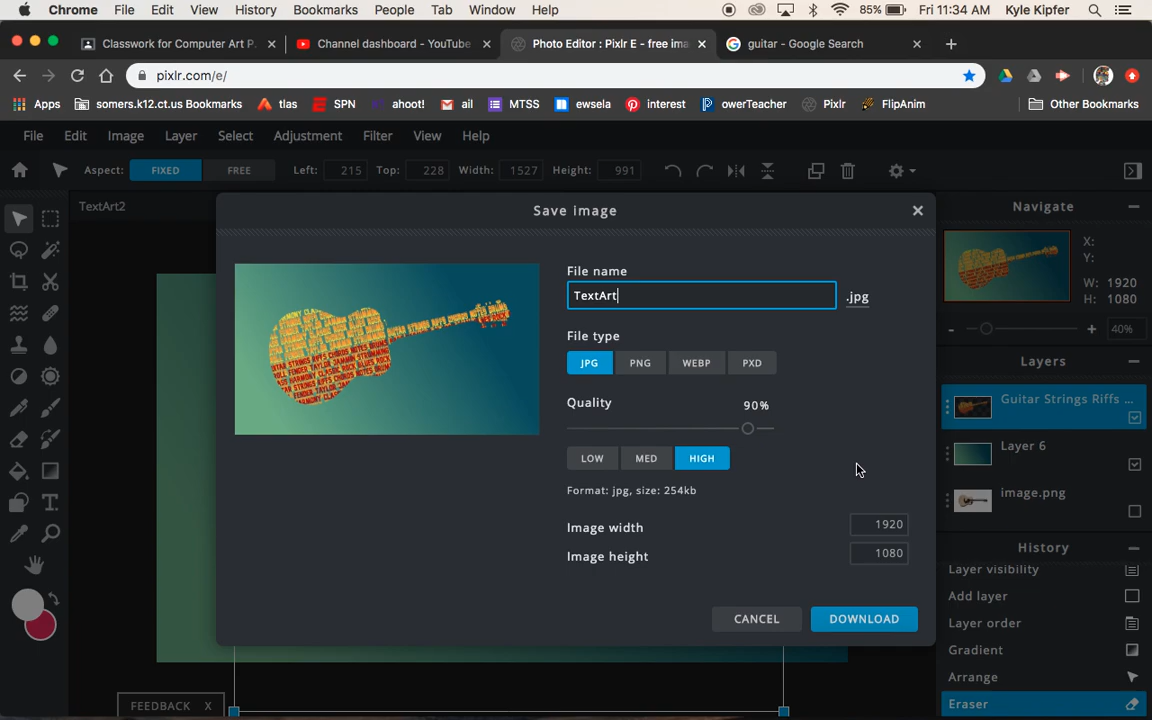 Chrome File Edit View History Bookmarks People Tab Window Help 85% Fri 11:34 AM Kyle Kipfer
Classwork for Computer Art P Channel dashboard - YouTube Photo Editor : Pixlr E - free ima guitar - Google Search
pixlr.com/e/
Apps somers.k12.ct.us Bookmarks tlas SPN ahoot! ail MTSS ewsela interest owerTeacher Pixlr FlipAnim Other Bookmarks
File Edit Image Layer Select Adjustment Filter View Help
Aspect: FIXED FREE Left: 215 Top: 228 Width: 1527 Height: 991
TextArt2
Save image
Navigate
X:
Y:
W: 1920
H: 1080
40%
File name
TextArt .jpg
File type
JPG PNG WEBP PXD
Quality 90%
LOW MED HIGH
Format: jpg, size: 254kb
Image width 1920
Image height 1080
CANCEL DOWNLOAD
Layers
Guitar Strings Riffs ...
Layer 6
image.png
History
Layer visibility
Add layer
Layer order
Gradient
Arrange
Eraser
FEEDBACK X